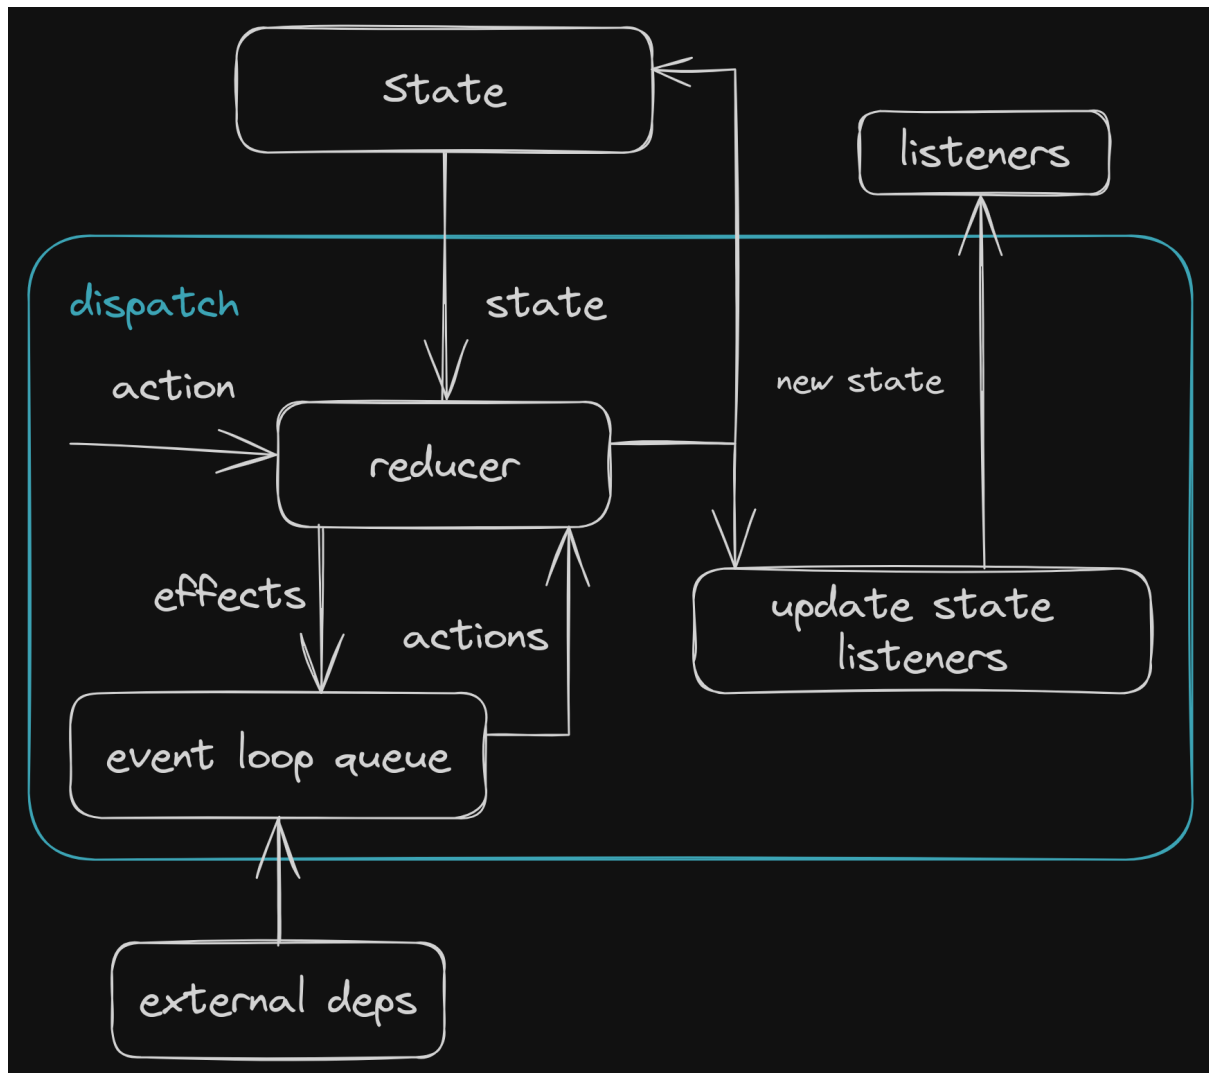 State
listeners
dispatch
state
action
new state
reducer
effects
actions
update state
listeners
event loop queue
external deps